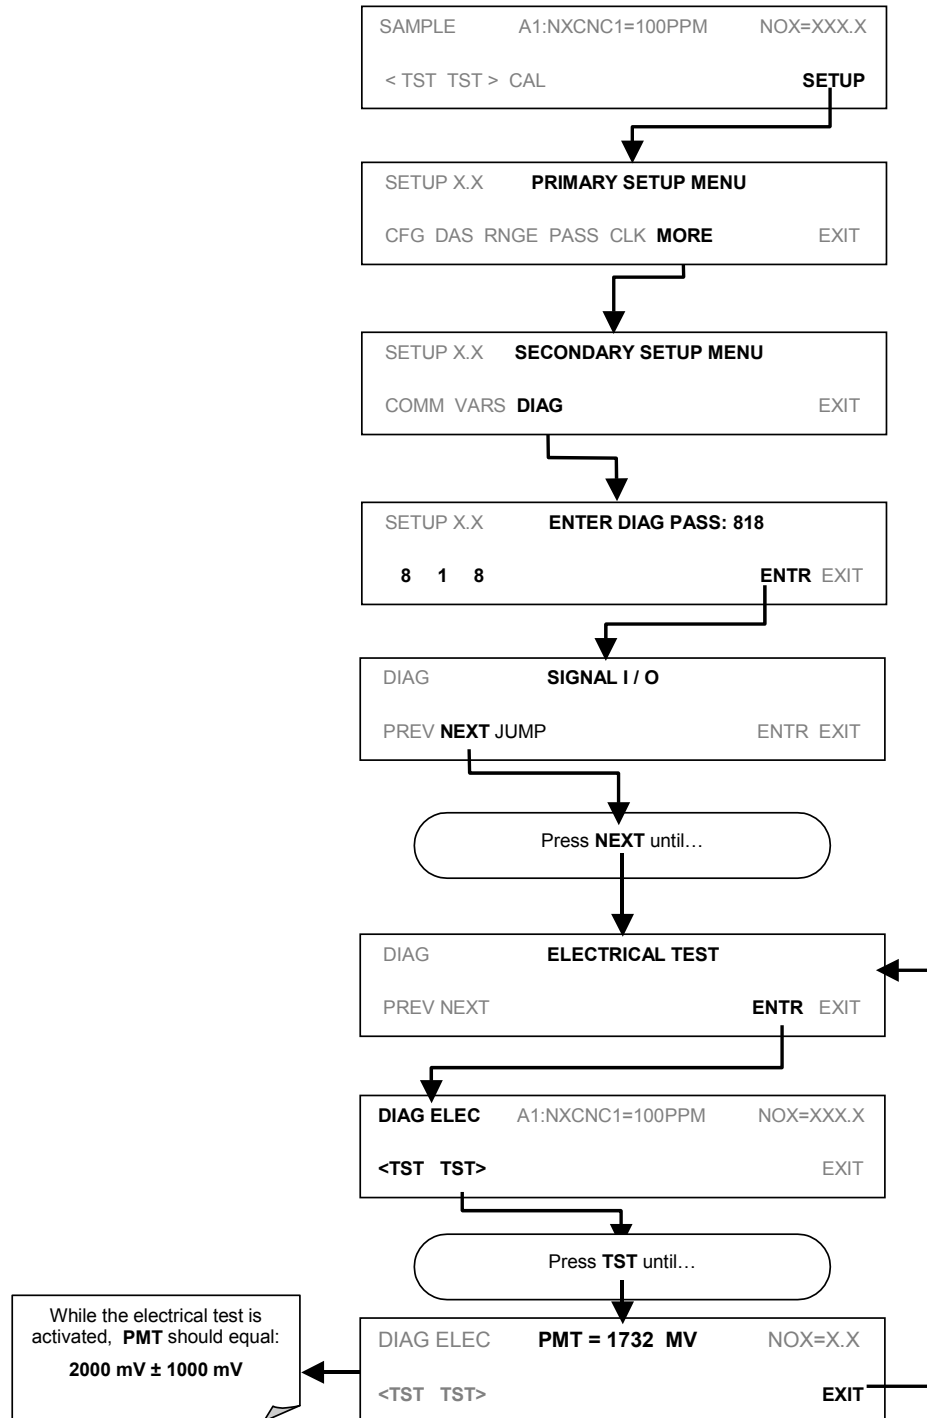 SAMPLE A1:NXCNC1=100PPM NOX=XXX.X
< TST TST > CAL SETUP
SETUP X.X PRIMARY SETUP MENU
CFG DAS RNGE PASS CLK MORE EXIT
SETUP X.X SECONDARY SETUP MENU
COMM VARS DIAG EXIT
SETUP X.X ENTER DIAG PASS: 818
8 1 8 ENTR EXIT
DIAG SIGNAL I / O
PREV NEXT JUMP ENTR EXIT
Press NEXT until…
DIAG ELECTRICAL TEST
PREV NEXT ENTR EXIT
DIAG ELEC A1:NXCNC1=100PPM NOX=XXX.X
<TST TST> EXIT
Press TST until…
While the electrical test is
activated, PMT should equal:
2000 mV ± 1000 mV
DIAG ELEC PMT = 1732 MV NOX=X.X
<TST TST> EXIT